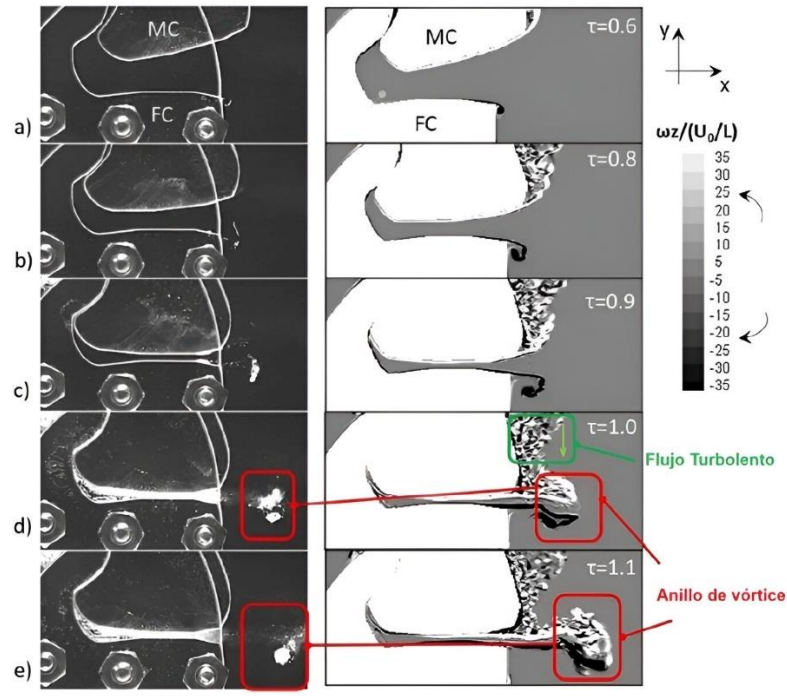 MC
FC
a)
MC
FC
τ=0.6
y
x
ωz/(U₀/L)
35
30
25
20
15
10
5
-5
-10
-15
-20
-25
-30
-35
b)
τ=0.8
c)
τ=0.9
d)
τ=1.0
Flujo Turbolento
e)
τ=1.1
Anillo de vórtice